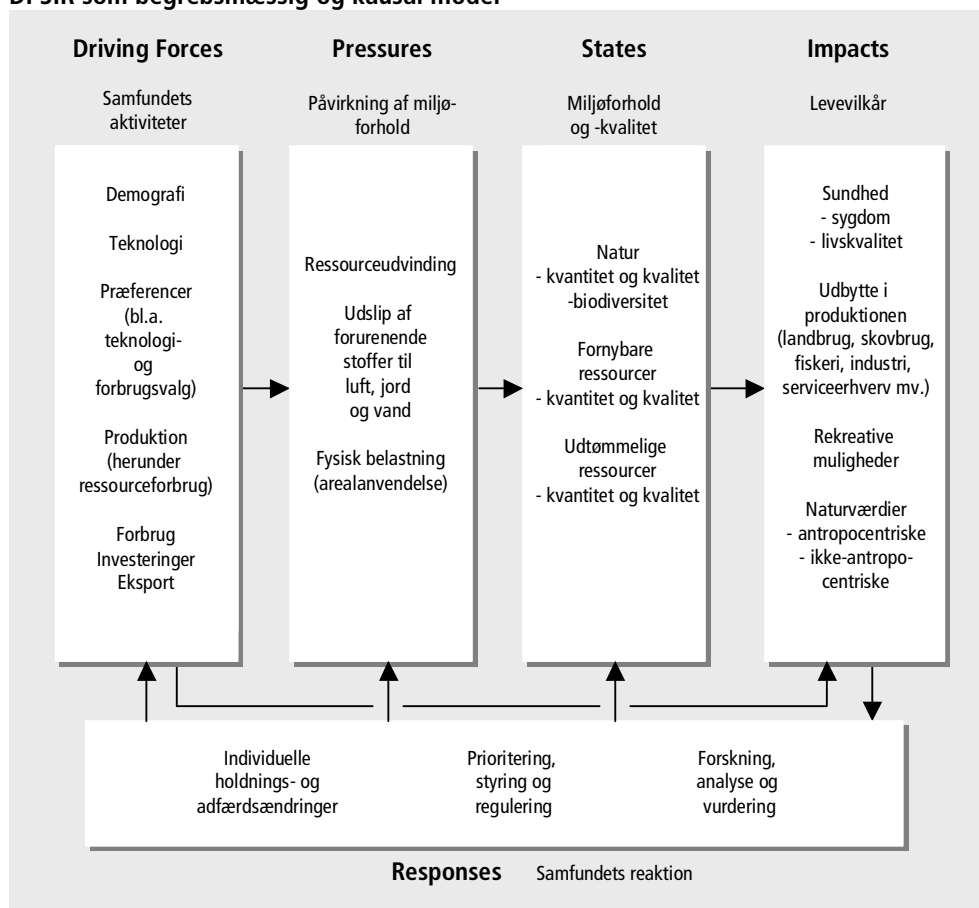 DPSIR som begrebsmæssig og kausal model
Driving Forces
Samfundets
aktiviteter
Demografi
Teknologi
Præferencer
(bl.a.
teknologi-
og
forbrugsvalg)
Produktion
(herunder
ressourceforbrug)
Forbrug
Investeringer
Eksport
Pressures
Påvirkning af miljø-
forhold
Ressourceudvinding
Udslip af
forurenende
stoffer til
luft, jord
og vand
Fysisk belastning
(arealanvendelse)
States
Miljøforhold
og -kvalitet
Natur
- kvantitet og kvalitet
-biodiversitet
Fornybare
ressourcer
- kvantitet og kvalitet
Udtømmelige
ressourcer
- kvantitet og kvalitet
Impacts
Levevilkår
Sundhed
- sygdom
- livskvalitet
Udbytte i
produktionen
(landbrug, skovbrug,
fiskeri, industri,
serviceerhverv mv.)
Rekreative
muligheder
Naturværdier
- antropocentriske
- ikke-antropo-
centriske
Individuelle
holdnings- og
adfærdsændringer
Prioritering,
styring og
regulering
Forskning,
analyse og
vurdering
Responses Samfundets reaktion